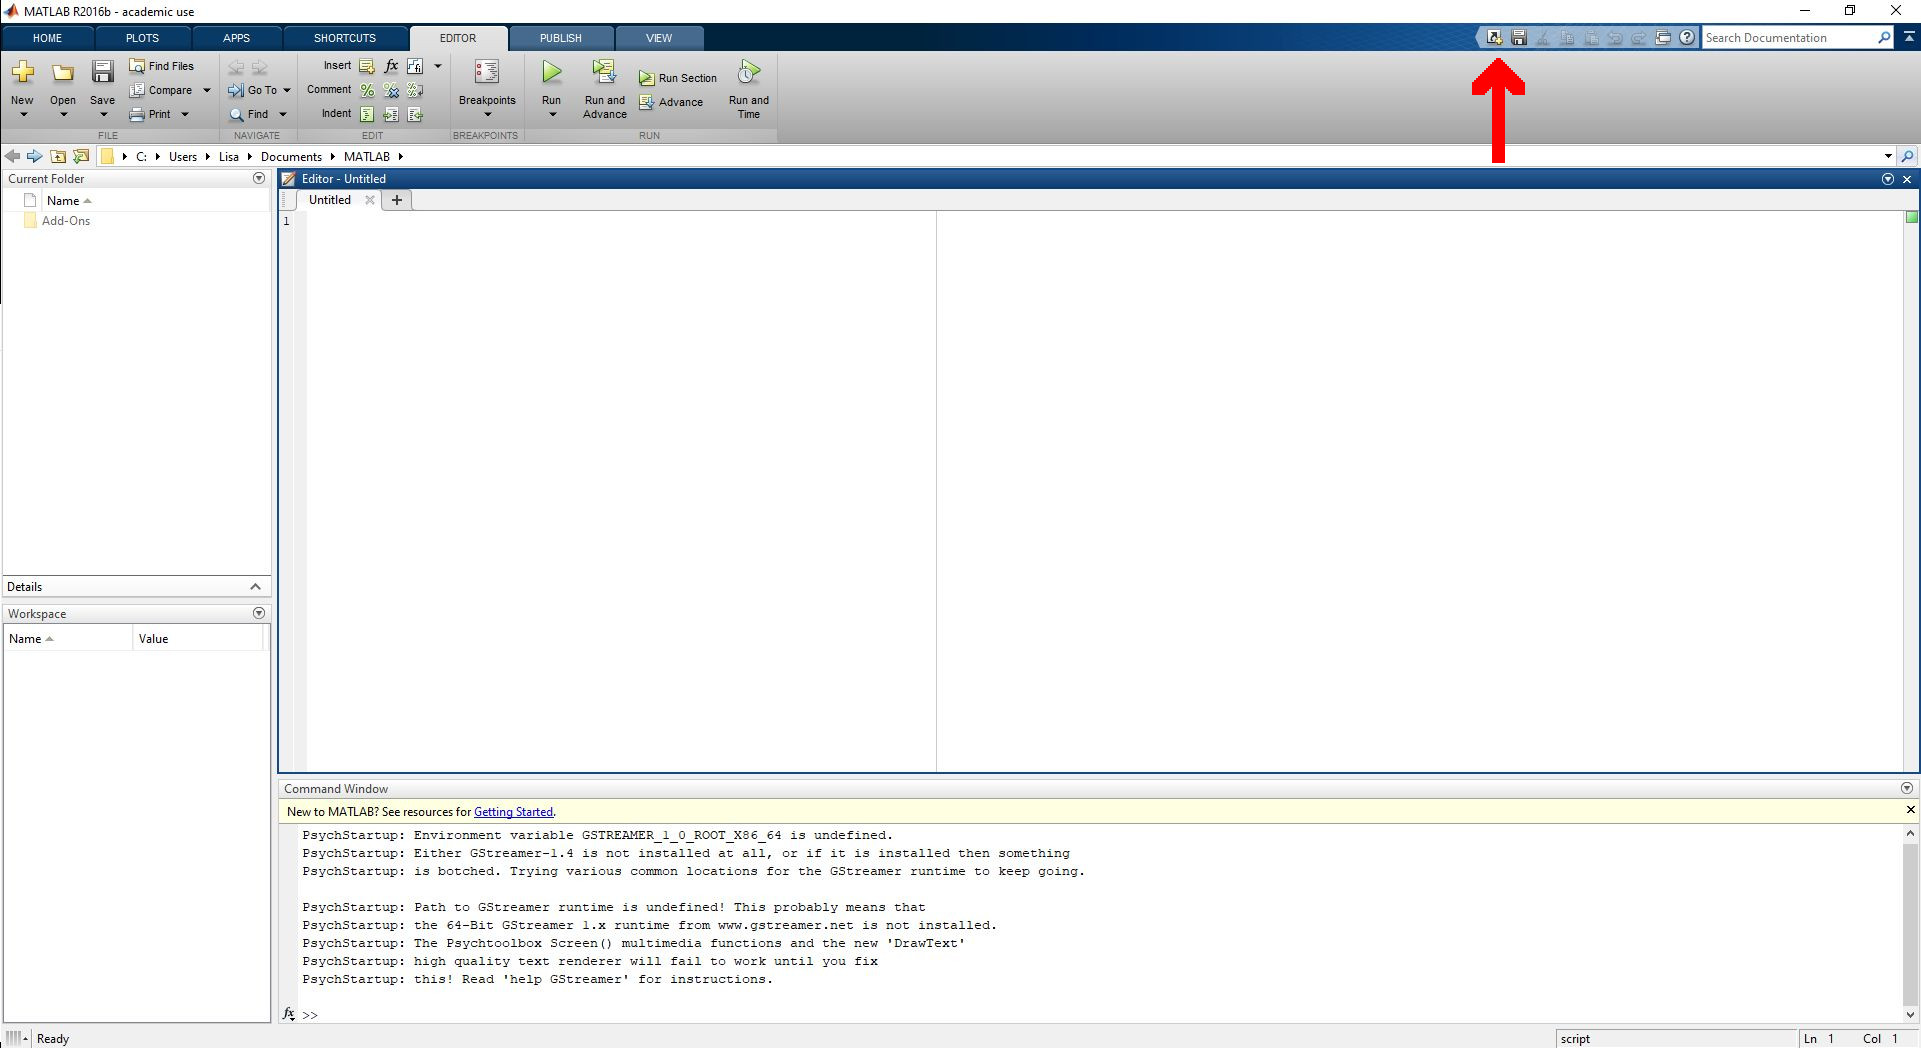 MATLAB R2016b - academic use
HOME PLOTS APPS SHORTCUTS EDITOR PUBLISH VIEW
Search Documentation
New
Open
Save
Find Files
Compare
Print
FILE
Go To
Find
NAVIGATE
Insert
fx
Comment
Indent
EDIT
Breakpoints
BREAKPOINTS
Run
Run and
Advance
Run Section
Advance
Run and
Time
RUN
C: Users Lisa Documents MATLAB
Current Folder
Name
Add-Ons
Details
Workspace
Name Value
Editor - Untitled
Untitled
1
Command Window
New to MATLAB? See resources for Getting Started.
PsychStartup: Environment variable GSTREAMER_1_0_ROOT_X86_64 is undefined.
PsychStartup: Either GStreamer-1.4 is not installed at all, or if it is installed then something
PsychStartup: is botched. Trying various common locations for the GStreamer runtime to keep going.
PsychStartup: Path to GStreamer runtime is undefined! This probably means that
PsychStartup: the 64-Bit GStreamer 1.x runtime from www.gstreamer.net is not installed.
PsychStartup: The Psychtoolbox Screen() multimedia functions and the new 'DrawText'
PsychStartup: high quality text renderer will fail to work until you fix
PsychStartup: this! Read 'help GStreamer' for instructions.
fx >>
Ready
script
Ln 1 Col 1